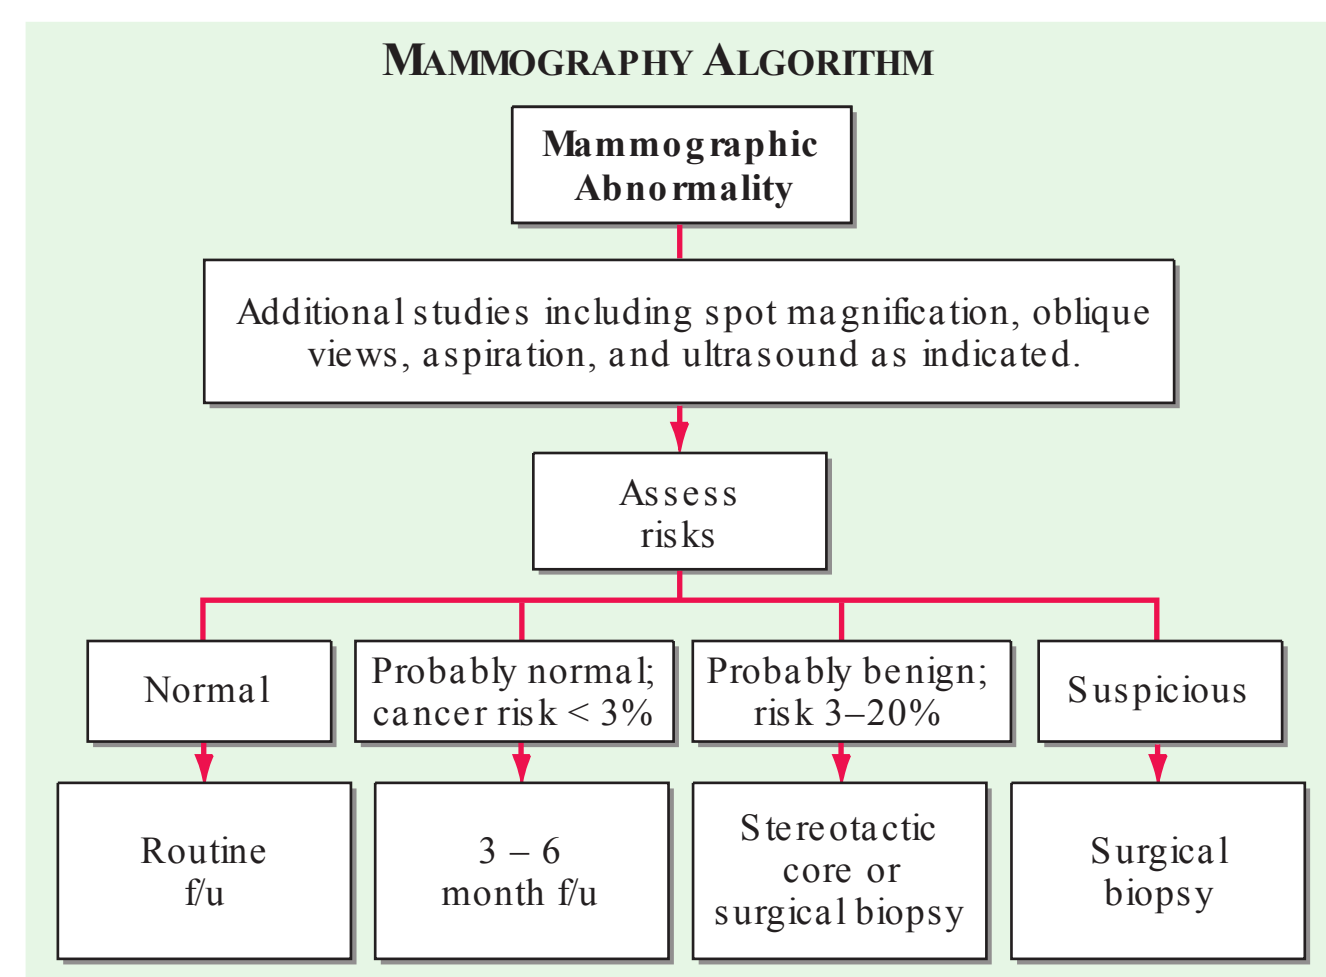 MAMMOGRAPHY ALGORITHM
Mammographic
Abnormality
Additional studies including spot magnification, oblique
views, aspiration, and ultrasound as indicated.
Assess
risks
Normal
Probably normal;
cancer risk < 3%
Probably benign;
risk 3–20%
Suspicious
Routine
f/u
3 – 6
month f/u
Stereotactic
core or
surgical biopsy
Surgical
biopsy